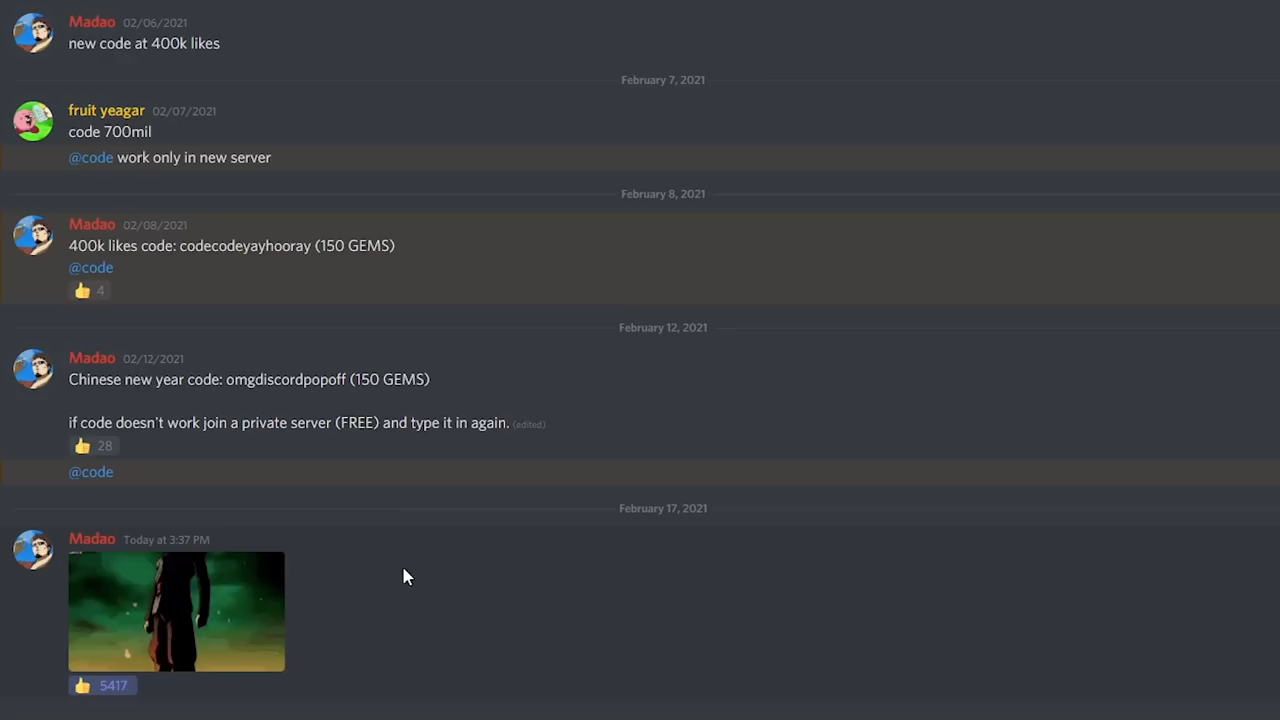 Madao 02/06/2021
new code at 400k likes
February 7, 2021
fruit yeagar 02/07/2021
code 700mil
@code work only in new server
February 8, 2021
Madao 02/08/2021
400k likes code: codecodeyayhooray (150 GEMS)
@code
4
February 12, 2021
Madao 02/12/2021
Chinese new year code: omgdiscordpopoff (150 GEMS)
if code doesn't work join a private server (FREE) and type it in again. (edited)
28
@code
February 17, 2021
Madao Today at 3:37 PM
5417